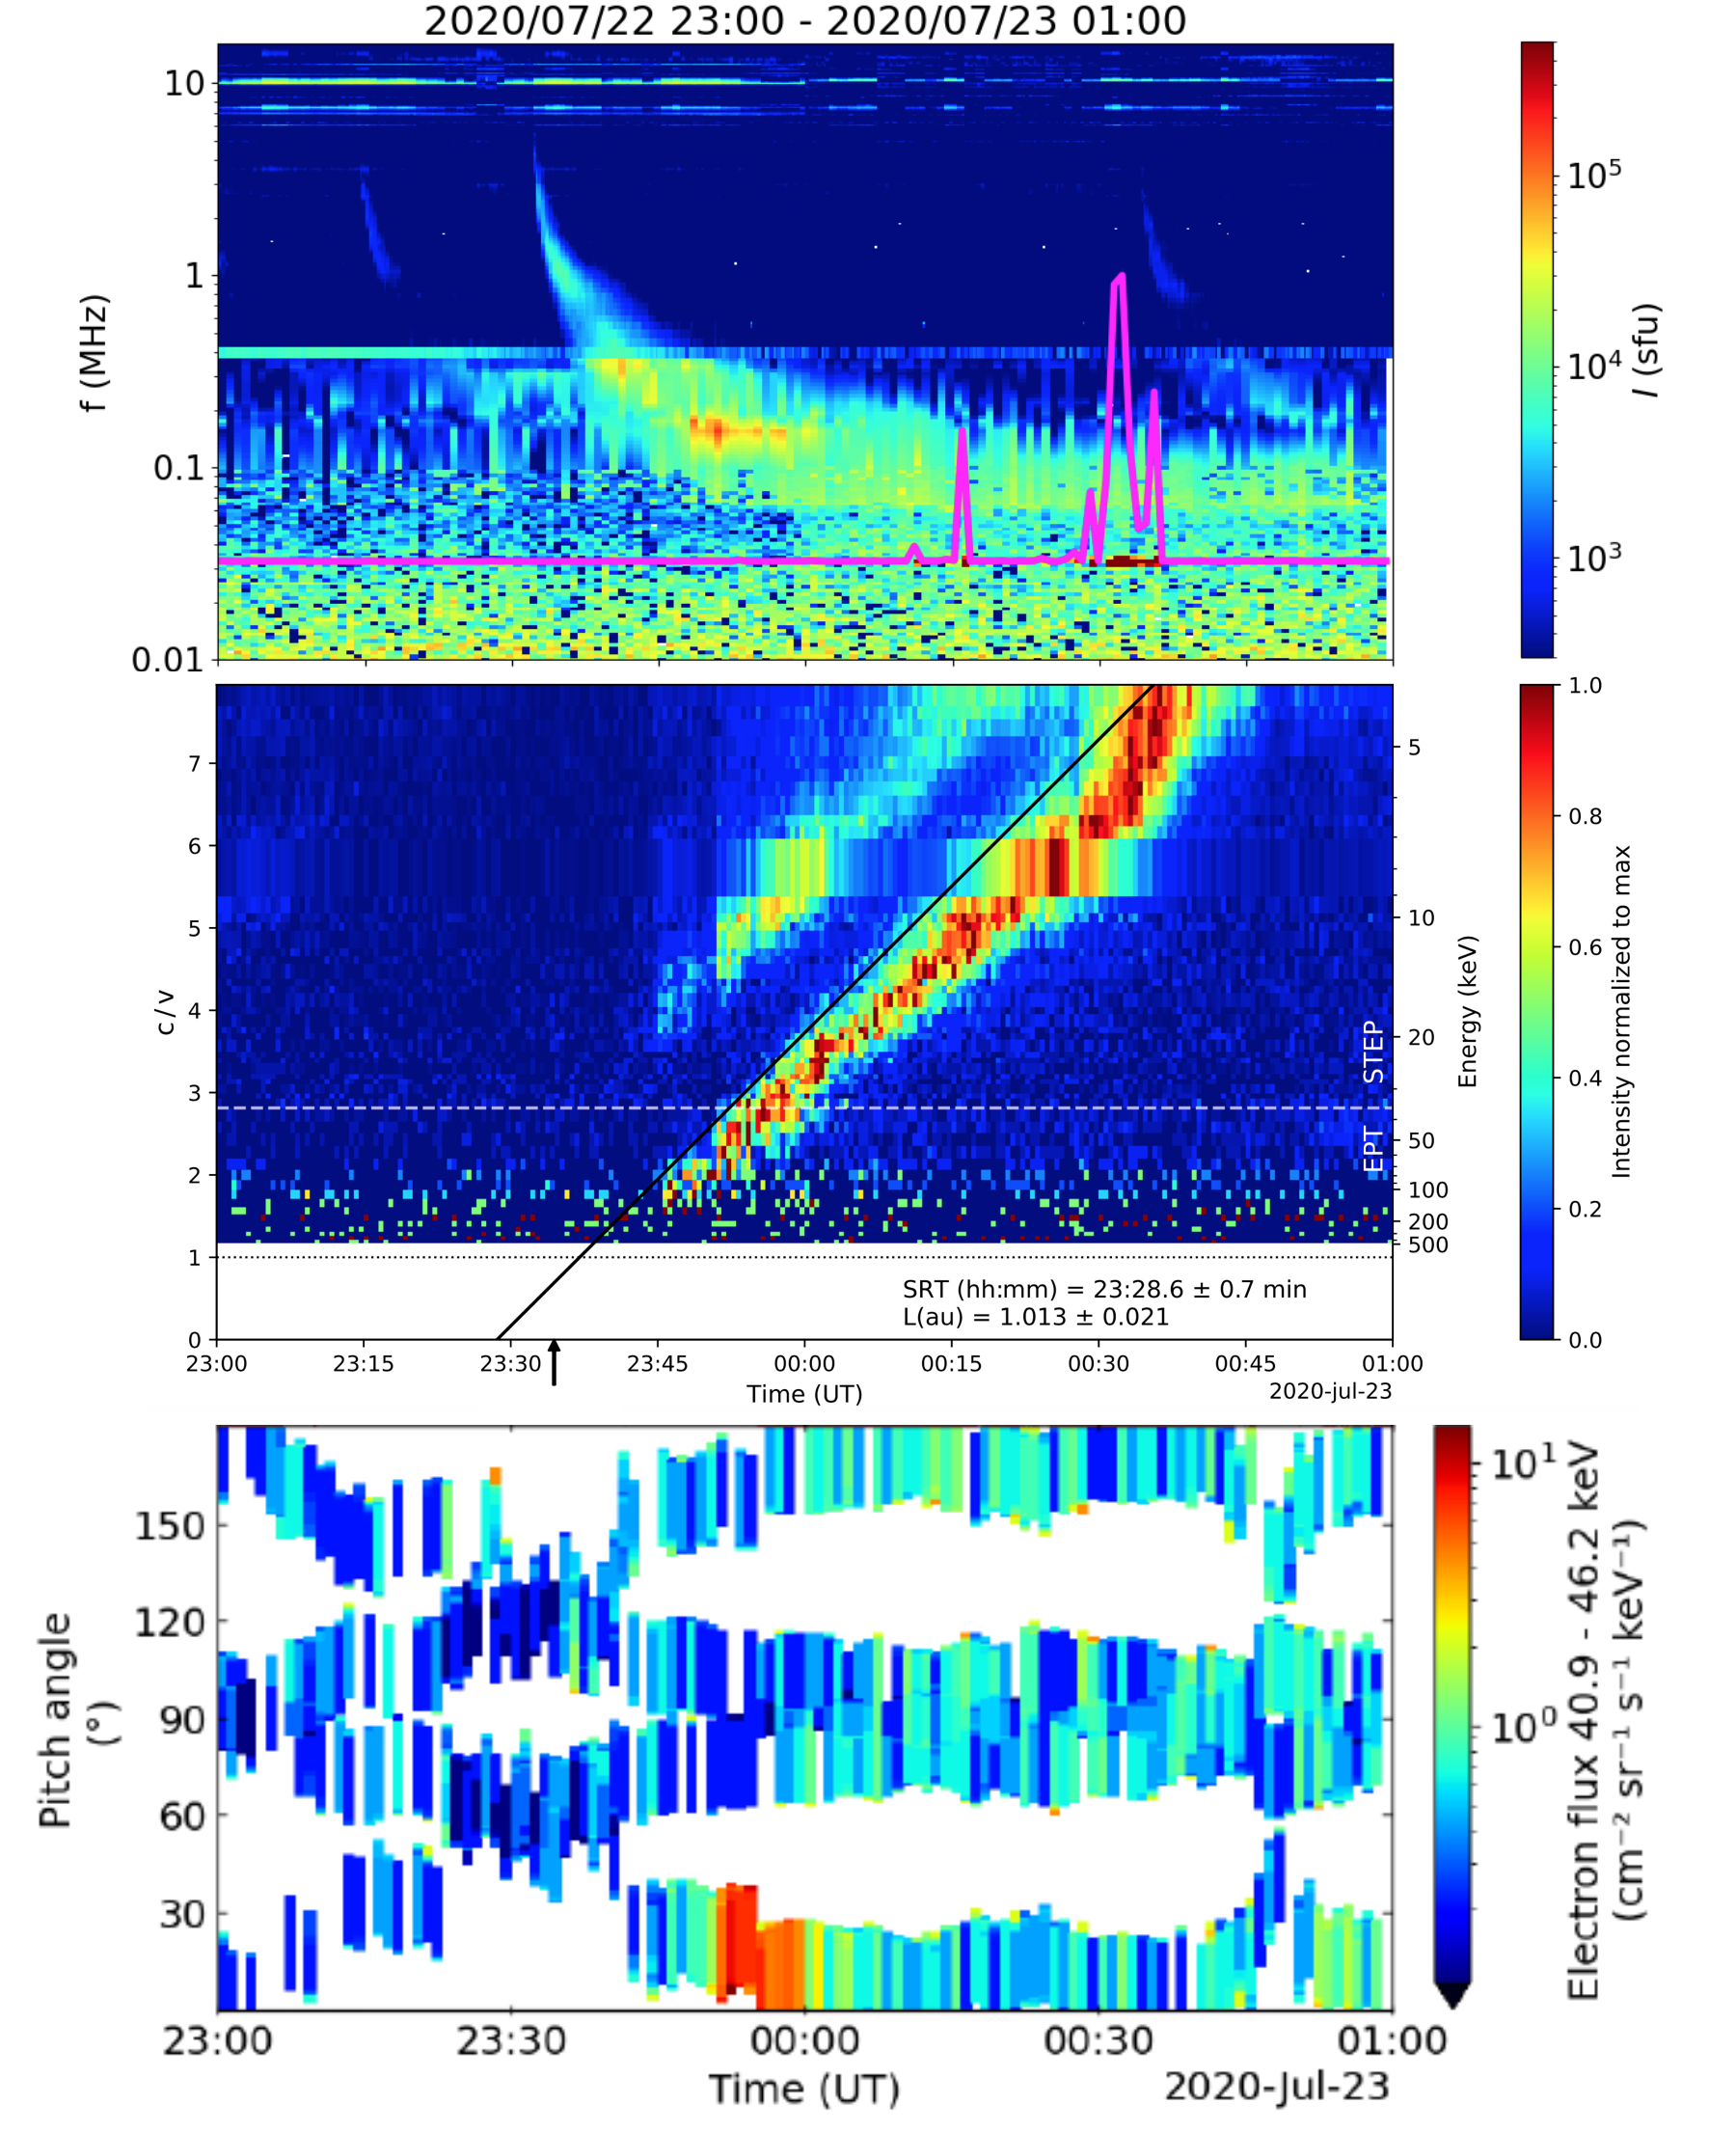 2020/07/22 23:00 - 2020/07/23 01:00
10
1
0.1
0.01
f (MHz)
10⁵
10⁴
10³
I (sfu)
7
6
5
4
3
2
1
0
c/v
5
10
20
50
100
200
500
Energy (keV)
STEP
EPT
SRT (hh:mm) = 23:28.6 ± 0.7 min
L(au) = 1.013 ± 0.021
23:00 23:15 23:30 23:45 00:00 00:15 00:30 00:45 01:00
Time (UT)
2020-jul-23
1.0
0.8
0.6
0.4
0.2
0.0
Intensity normalized to max
150
120
90
60
30
Pitch angle
(°)
23:00 23:30 00:00 00:30 01:00
Time (UT)
2020-Jul-23
10¹
10⁰
Electron flux 40.9 - 46.2 keV
(cm⁻² sr⁻¹ s⁻¹ keV⁻¹)